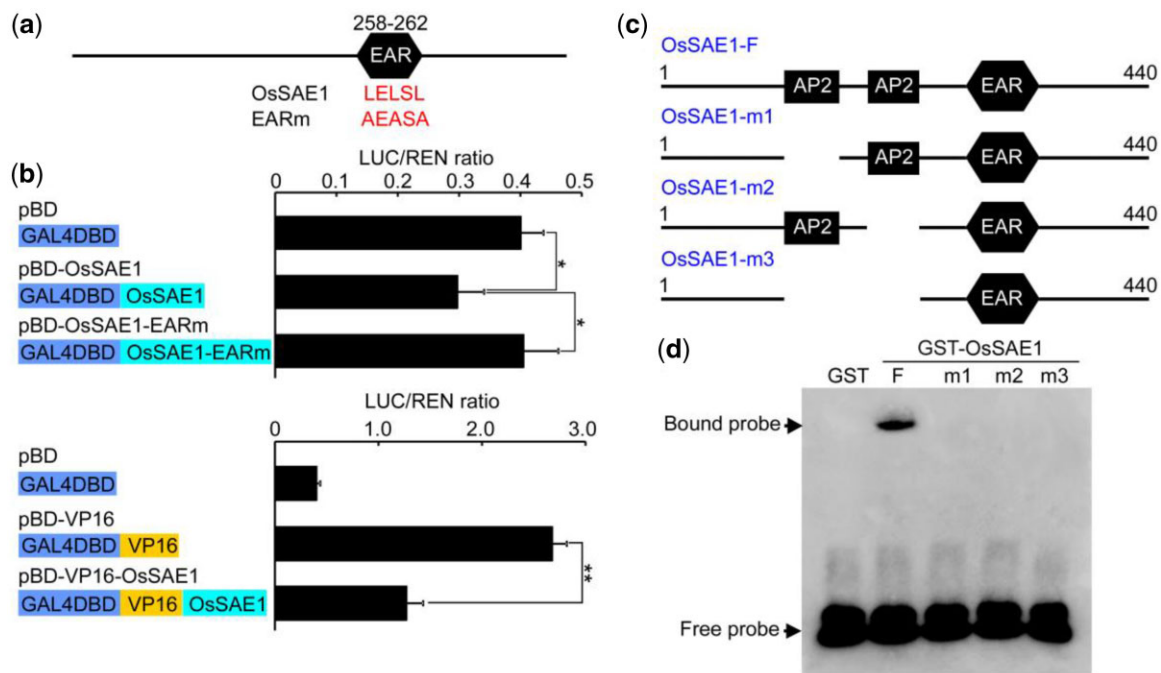 (a)
258-262
EAR
OsSAE1 LELSL
EARm AEASA
(b)
LUC/REN ratio
0 0.1 0.2 0.3 0.4 0.5
pBD
GAL4DBD
pBD-OsSAE1
GAL4DBD OsSAE1
pBD-OsSAE1-EARm
GAL4DBD OsSAE1-EARm
*
*
LUC/REN ratio
0 1.0 2.0 3.0
pBD
GAL4DBD
pBD-VP16
GAL4DBD VP16
pBD-VP16-OsSAE1
GAL4DBD VP16 OsSAE1
**
(c)
OsSAE1-F
1 440
AP2 AP2 EAR
OsSAE1-m1
1 440
AP2 EAR
OsSAE1-m2
1 440
AP2 EAR
OsSAE1-m3
1 440
EAR
(d)
GST-OsSAE1
GST F m1 m2 m3
Bound probe
Free probe